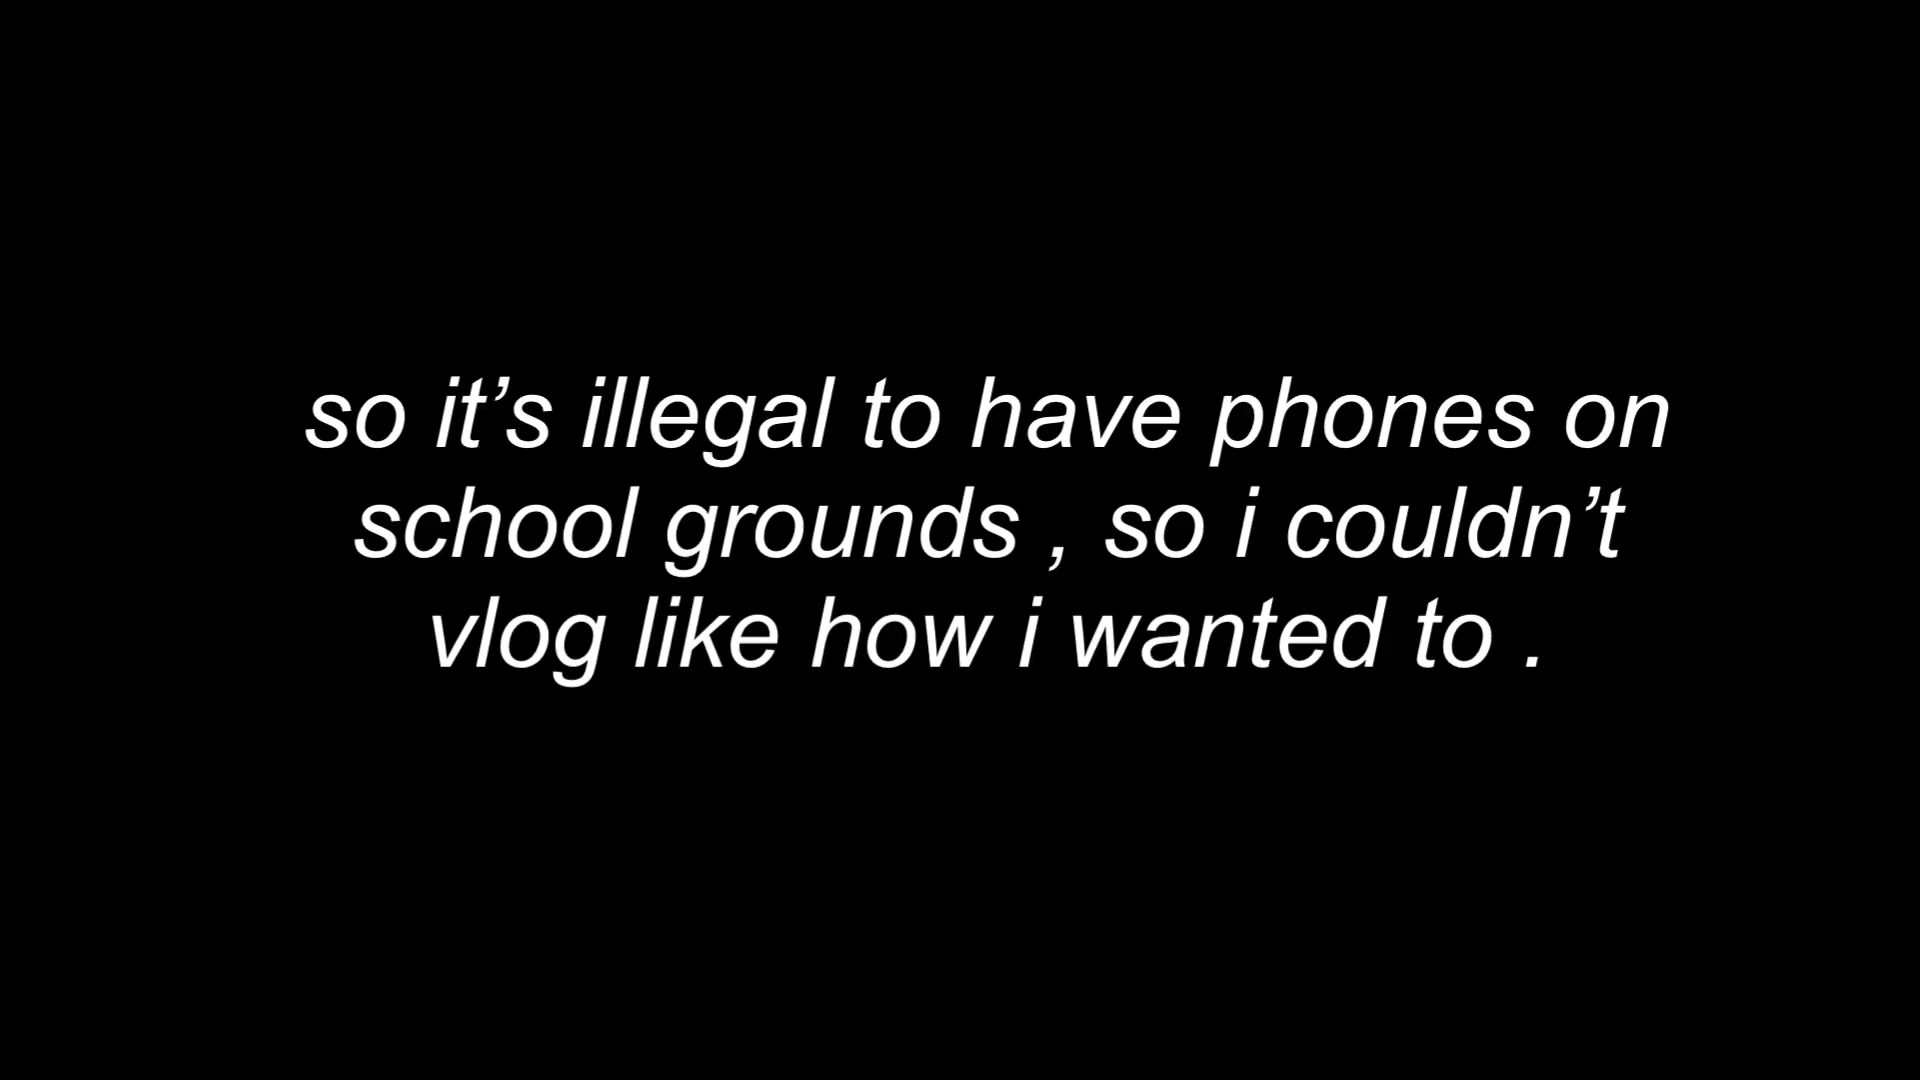 so it’s illegal to have phones on
school grounds , so i couldn’t
vlog like how i wanted to .